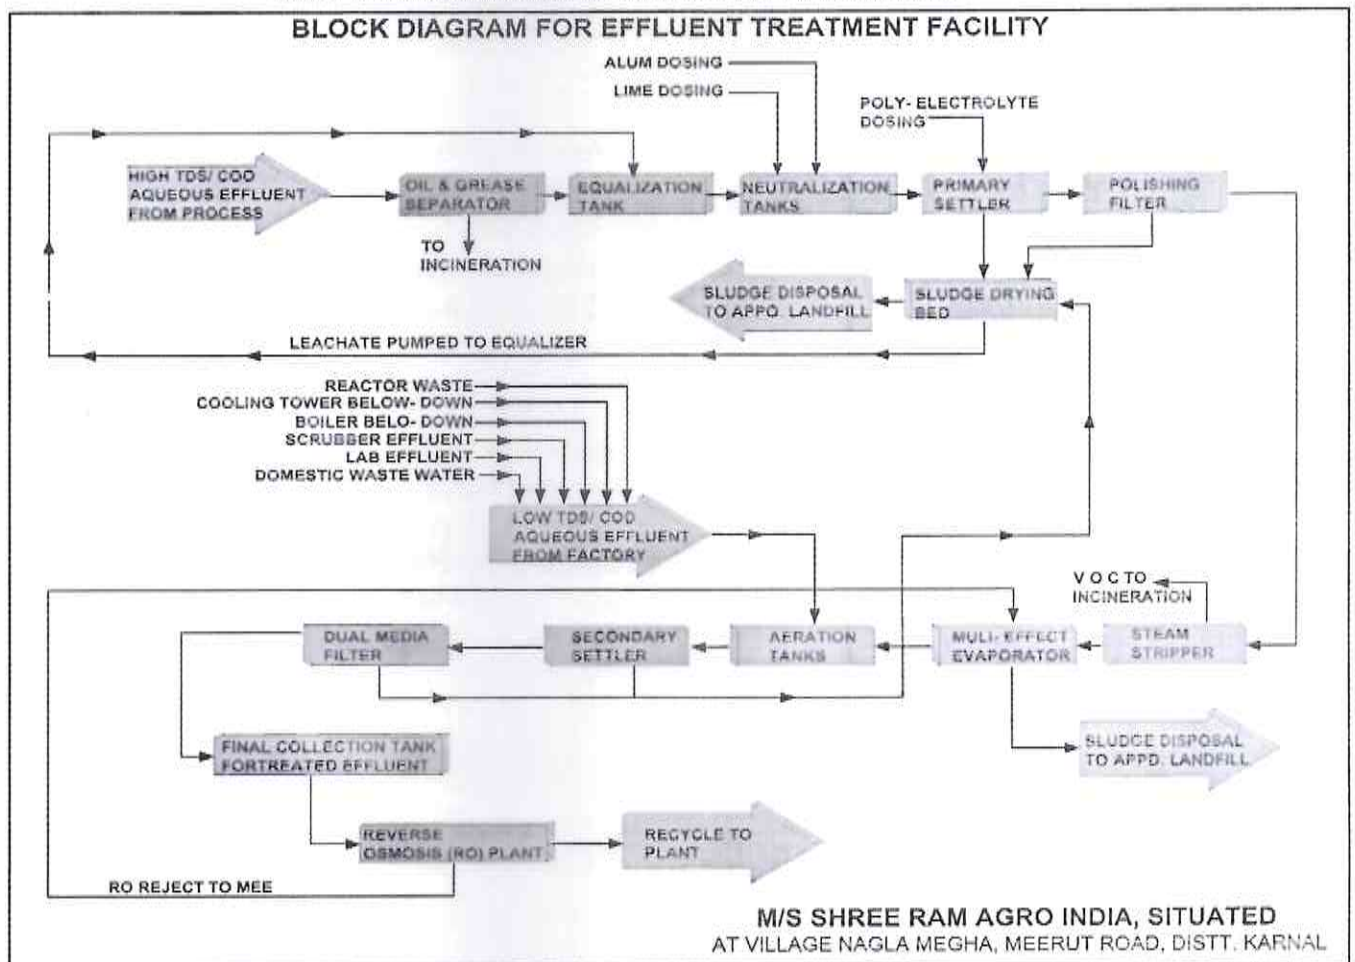 BLOCK DIAGRAM FOR EFFLUENT TREATMENT FACILITY
ALUM DOSING
LIME DOSING
POLY- ELECTROLYTE
DOSING
HIGH TDS/ COD
AQUEOUS EFFLUENT
FROM PROCESS
OIL & GREASE
SEPARATOR
EQUALIZATION
TANK
NEUTRALIZATION
TANKS
PRIMARY
SETTLER
POLISHING
FILTER
TO
INCINERATION
SLUDGE DISPOSAL
TO APPD. LANDFILL
SLUDGE DRYING
BED
LEACHATE PUMPED TO EQUALIZER
REACTOR WASTE
COOLING TOWER BELOW- DOWN
BOILER BELO- DOWN
SCRUBBER EFFLUENT
LAB EFFLUENT
DOMESTIC WASTE WATER
LOW TDS/ COD
AQUEOUS EFFLUENT
FROM FACTORY
V O C TO
INCINERATION
DUAL MEDIA
FILTER
SECONDARY
SETTLER
AERATION
TANKS
MULI- EFFECT
EVAPORATOR
STEAM
STRIPPER
FINAL COLLECTION TANK
FORTREATED EFFLUENT
SLUDGE DISPOSAL
TO APPD. LANDFILL
REVERSE
OSMOSIS (RO) PLANT
RECYCLE TO
PLANT
RO REJECT TO MEE
M/S SHREE RAM AGRO INDIA, SITUATED
AT VILLAGE NAGLA MEGHA, MEERUT ROAD, DISTT. KARNAL